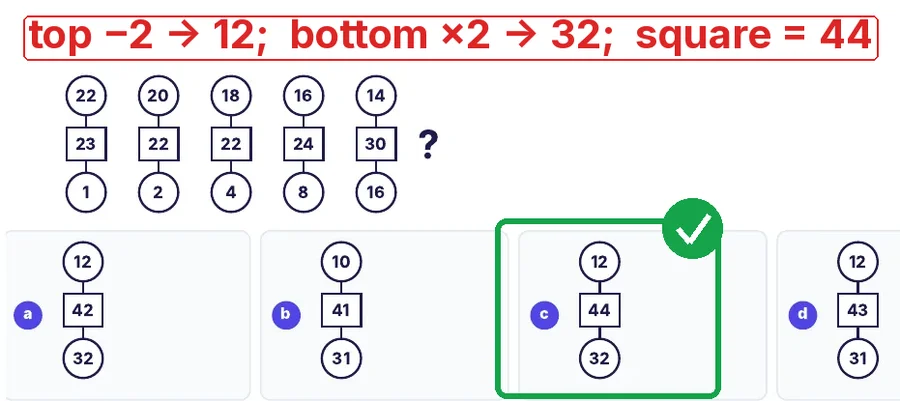 top −2 → 12; bottom ×2 → 32; square = 44
22 20 18 16 14
23 22 22 24 30 ?
1 2 4 8 16
12 10 12 12
a 42 b 41 c 44 d 43
32 31 32 31